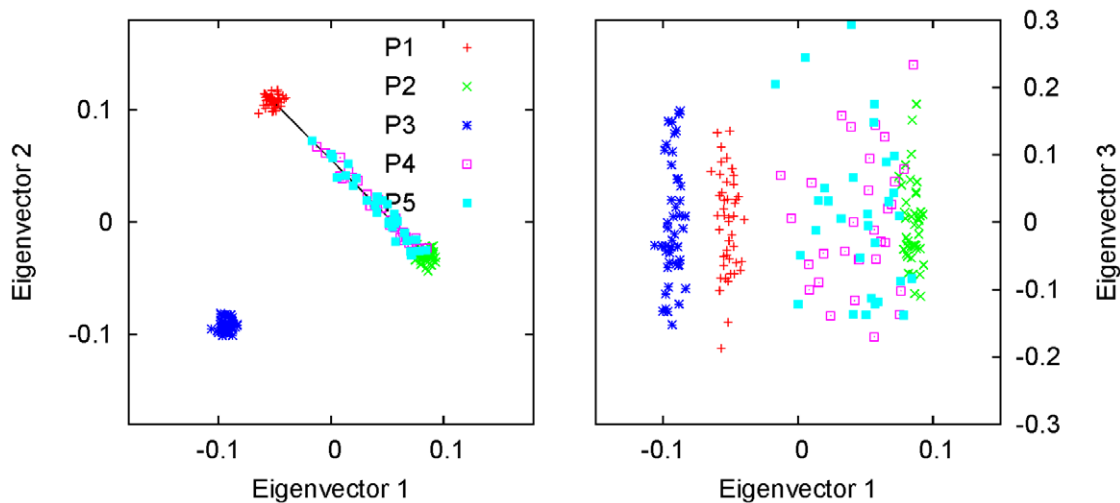 P1
P2
P3
P4
P5
0.1
0
-0.1
-0.1
0
0.1
Eigenvector 2
Eigenvector 1
0.3
0.2
0.1
0
-0.1
-0.2
-0.3
-0.1
0
0.1
Eigenvector 3
Eigenvector 1